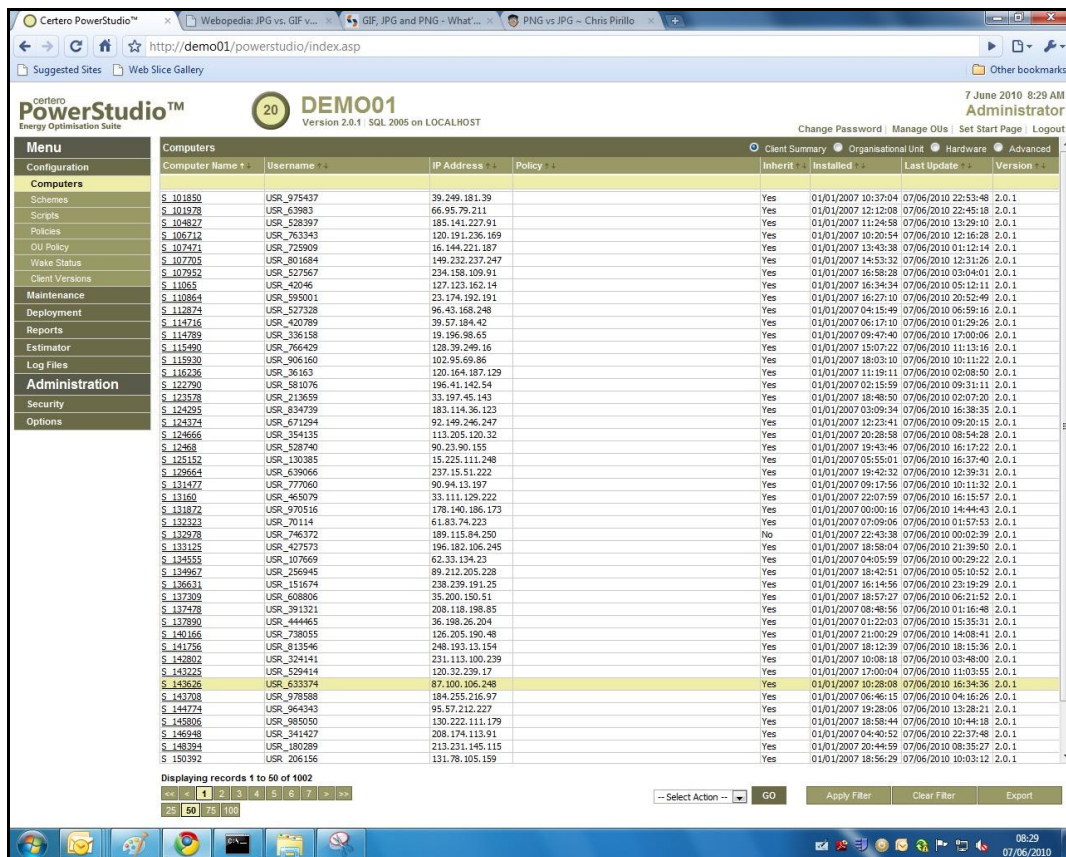 Certero PowerStudio™
Webopedia: JPG vs. GIF v...
GIF, JPG and PNG - What'...
PNG vs JPG ~ Chris Pirillo
http://demo01/powerstudio/index.asp
Suggested Sites Web Slice Gallery Other bookmarks
certero
PowerStudio™
Energy Optimisation Suite
20
DEMO01
Version 2.0.1 | SQL 2005 on LOCALHOST
7 June 2010 8:29 AM
Administrator
Change Password | Manage OUs | Set Start Page | Logout
Menu
Configuration
Computers
Schemes
Scripts
Policies
OU Policy
Wake Status
Client Versions
Maintenance
Deployment
Reports
Estimator
Log Files
Administration
Security
Options
Computers Client Summary Organisational Unit Hardware Advanced
Computer Name Username IP Address Policy Inherit Installed Last Update Version
S_101850 USR_975437 39.249.181.39 Yes 01/01/2007 10:37:04 07/06/2010 22:53:48 2.0.1
S_101978 USR_63983 66.95.79.211 Yes 01/01/2007 12:12:08 07/06/2010 22:45:18 2.0.1
S_104827 USR_528397 185.141.227.91 Yes 01/01/2007 11:24:58 07/06/2010 13:29:10 2.0.1
S_106712 USR_763343 120.191.236.169 Yes 01/01/2007 10:20:54 07/06/2010 12:16:28 2.0.1
S_107471 USR_725909 16.144.221.187 Yes 01/01/2007 13:43:38 07/06/2010 01:12:14 2.0.1
S_107705 USR_801684 149.232.237.247 Yes 01/01/2007 14:53:32 07/06/2010 12:31:26 2.0.1
S_107952 USR_527567 234.158.109.91 Yes 01/01/2007 16:58:28 07/06/2010 03:04:01 2.0.1
S_11065 USR_42046 127.123.162.14 Yes 01/01/2007 16:34:34 07/06/2010 05:12:11 2.0.1
S_110864 USR_595001 23.174.192.191 Yes 01/01/2007 16:27:10 07/06/2010 20:52:49 2.0.1
S_112874 USR_527328 96.43.168.248 Yes 01/01/2007 04:15:49 07/06/2010 06:59:16 2.0.1
S_114716 USR_420789 39.57.184.42 Yes 01/01/2007 06:17:10 07/06/2010 01:29:26 2.0.1
S_114789 USR_336158 19.196.98.65 Yes 01/01/2007 09:47:40 07/06/2010 17:00:06 2.0.1
S_115490 USR_766429 128.39.249.16 Yes 01/01/2007 15:07:22 07/06/2010 11:13:16 2.0.1
S_115930 USR_906160 102.95.69.86 Yes 01/01/2007 18:03:10 07/06/2010 10:11:22 2.0.1
S_116236 USR_36163 120.164.187.129 Yes 01/01/2007 11:19:11 07/06/2010 02:08:50 2.0.1
S_122790 USR_581076 196.41.142.54 Yes 01/01/2007 02:15:59 07/06/2010 09:31:11 2.0.1
S_123578 USR_213659 33.197.45.143 Yes 01/01/2007 18:48:50 07/06/2010 02:07:20 2.0.1
S_124295 USR_834739 183.114.36.123 Yes 01/01/2007 03:09:34 07/06/2010 16:38:35 2.0.1
S_124374 USR_671294 92.149.246.247 Yes 01/01/2007 12:23:41 07/06/2010 09:20:15 2.0.1
S_124666 USR_354135 113.205.120.32 Yes 01/01/2007 20:28:58 07/06/2010 08:54:28 2.0.1
S_12468 USR_528740 90.23.90.155 Yes 01/01/2007 19:43:46 07/06/2010 16:17:22 2.0.1
S_125152 USR_130385 15.225.111.248 Yes 01/01/2007 05:55:01 07/06/2010 16:37:40 2.0.1
S_129664 USR_639066 237.15.51.222 Yes 01/01/2007 19:42:32 07/06/2010 12:39:31 2.0.1
S_131477 USR_777060 90.94.13.197 Yes 01/01/2007 09:17:56 07/06/2010 10:11:32 2.0.1
S_13160 USR_465079 33.111.129.222 Yes 01/01/2007 22:07:59 07/06/2010 16:15:57 2.0.1
S_131872 USR_970516 178.140.186.173 Yes 01/01/2007 00:00:16 07/06/2010 14:44:43 2.0.1
S_132323 USR_70114 61.83.74.223 Yes 01/01/2007 07:09:06 07/06/2010 01:57:53 2.0.1
S_132978 USR_746372 189.115.84.250 No 01/01/2007 22:43:38 07/06/2010 00:02:39 2.0.1
S_133125 USR_427573 196.182.106.245 Yes 01/01/2007 18:58:04 07/06/2010 21:39:50 2.0.1
S_134555 USR_107669 62.33.134.23 Yes 01/01/2007 04:05:59 07/06/2010 00:29:22 2.0.1
S_134967 USR_256945 89.212.205.228 Yes 01/01/2007 18:42:51 07/06/2010 05:10:52 2.0.1
S_136631 USR_151674 238.239.191.25 Yes 01/01/2007 16:14:56 07/06/2010 23:19:29 2.0.1
S_137309 USR_608806 35.200.150.51 Yes 01/01/2007 18:57:27 07/06/2010 06:21:52 2.0.1
S_137478 USR_391321 208.118.198.85 Yes 01/01/2007 08:48:56 07/06/2010 01:16:48 2.0.1
S_137890 USR_444465 36.198.26.204 Yes 01/01/2007 01:22:03 07/06/2010 15:35:31 2.0.1
S_140166 USR_738055 126.205.190.48 Yes 01/01/2007 21:00:29 07/06/2010 14:08:41 2.0.1
S_141756 USR_813546 248.193.13.154 Yes 01/01/2007 18:12:39 07/06/2010 18:15:36 2.0.1
S_142802 USR_324141 231.113.100.239 Yes 01/01/2007 10:08:18 07/06/2010 03:48:00 2.0.1
S_143225 USR_529414 120.32.239.17 Yes 01/01/2007 17:00:04 07/06/2010 11:03:55 2.0.1
S_143626 USR_633374 87.100.106.248 Yes 01/01/2007 10:28:08 07/06/2010 16:34:36 2.0.1
S_143708 USR_978588 184.255.216.97 Yes 01/01/2007 06:46:15 07/06/2010 04:16:26 2.0.1
S_144774 USR_964343 95.57.212.227 Yes 01/01/2007 19:28:06 07/06/2010 13:28:21 2.0.1
S_145806 USR_985050 130.222.111.179 Yes 01/01/2007 18:58:44 07/06/2010 10:44:18 2.0.1
S_146948 USR_341427 208.174.113.91 Yes 01/01/2007 04:40:52 07/06/2010 22:37:48 2.0.1
S_148394 USR_180289 213.231.145.115 Yes 01/01/2007 20:44:59 07/06/2010 08:35:27 2.0.1
S_150392 USR_206156 131.78.105.159 Yes 01/01/2007 18:56:29 07/06/2010 10:03:12 2.0.1
Displaying records 1 to 50 of 1002
<< < 1 2 3 4 5 6 7 > >>
25 50 75 100
-- Select Action -- GO Apply Filter Clear Filter Export
08:29
07/06/2010